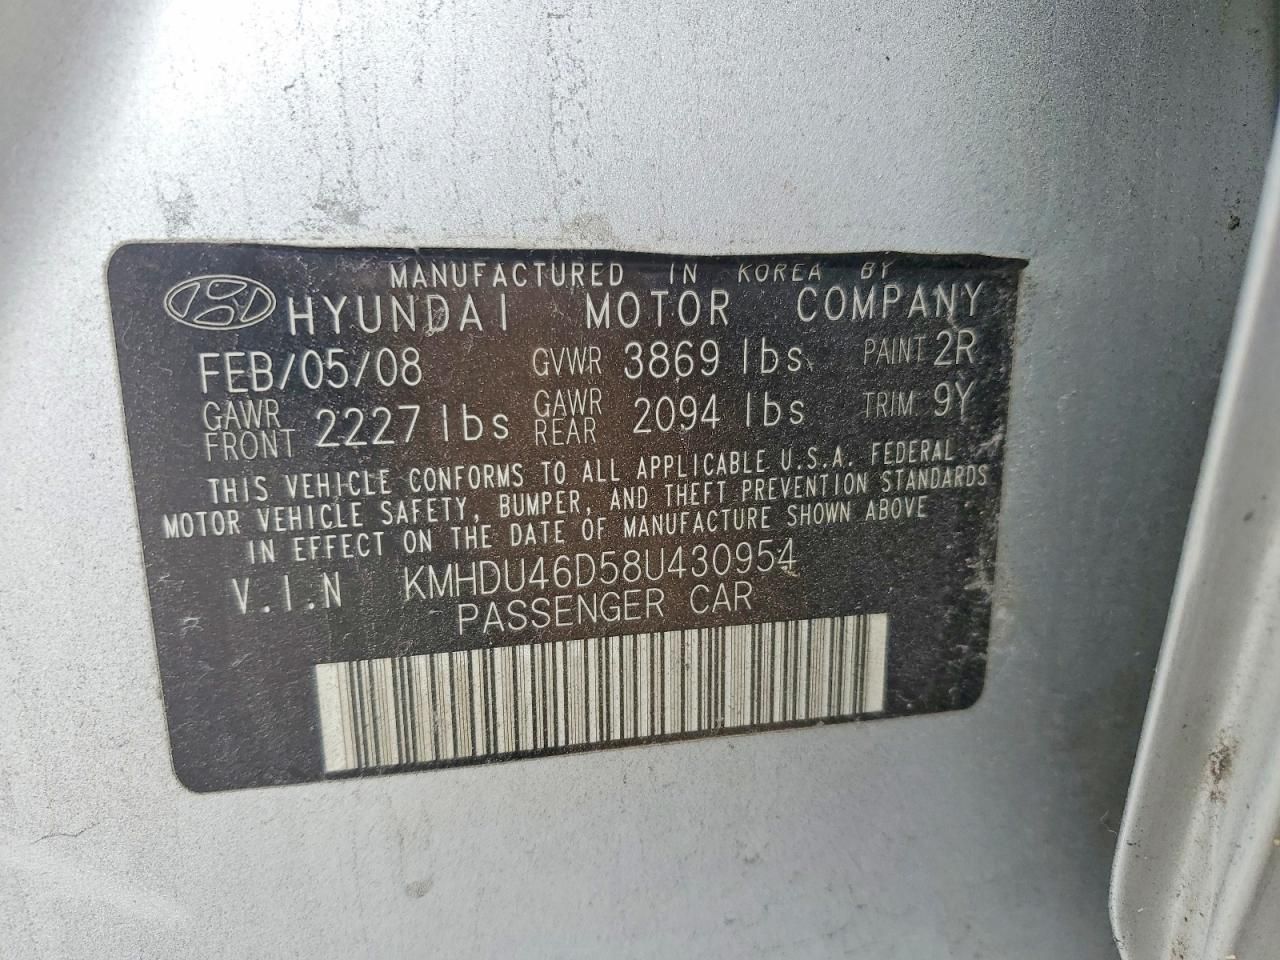 MANUFACTURED IN KOREA BY
HYUNDAI MOTOR COMPANY
FEB/05/08 GVWR 3869 lbs PAINT 2R
GAWR FRONT 2227 lbs GAWR REAR 2094 lbs TRIM 9Y
THIS VEHICLE CONFORMS TO ALL APPLICABLE U.S.A. FEDERAL
MOTOR VEHICLE SAFETY, BUMPER, AND THEFT PREVENTION STANDARDS
IN EFFECT ON THE DATE OF MANUFACTURE SHOWN ABOVE
V.I.N KMHDU46D58U430954
PASSENGER CAR